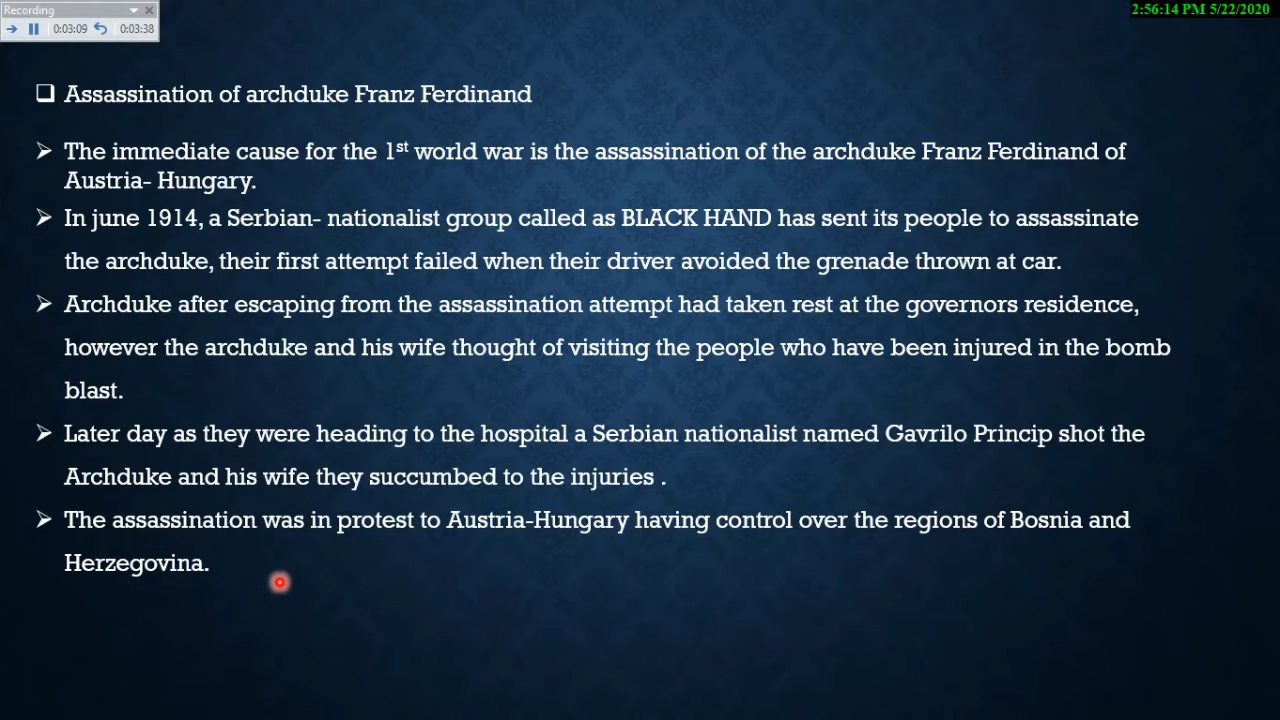 Recording
0:03:09
0:03:38
2:56:14 PM 5/22/2020
Assassination of archduke Franz Ferdinand
The immediate cause for the 1st world war is the assassination of the archduke Franz Ferdinand of
Austria- Hungary.
In june 1914, a Serbian- nationalist group called as BLACK HAND has sent its people to assassinate
the archduke, their first attempt failed when their driver avoided the grenade thrown at car.
Archduke after escaping from the assassination attempt had taken rest at the governors residence,
however the archduke and his wife thought of visiting the people who have been injured in the bomb
blast.
Later day as they were heading to the hospital a Serbian nationalist named Gavrilo Princip shot the
Archduke and his wife they succumbed to the injuries .
The assassination was in protest to Austria-Hungary having control over the regions of Bosnia and
Herzegovina.